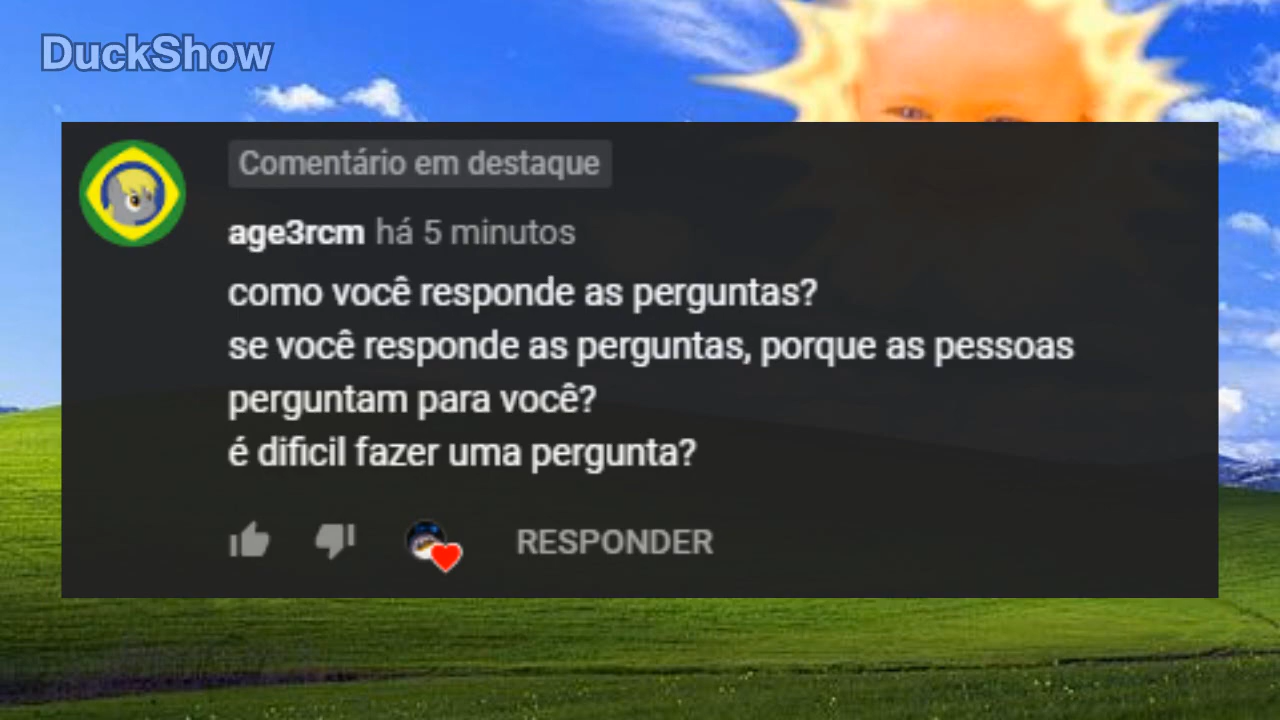 DuckShow
Comentário em destaque
age3rcm há 5 minutos
como você responde as perguntas?
se você responde as perguntas, porque as pessoas
perguntam para você?
é dificil fazer uma pergunta?
RESPONDER